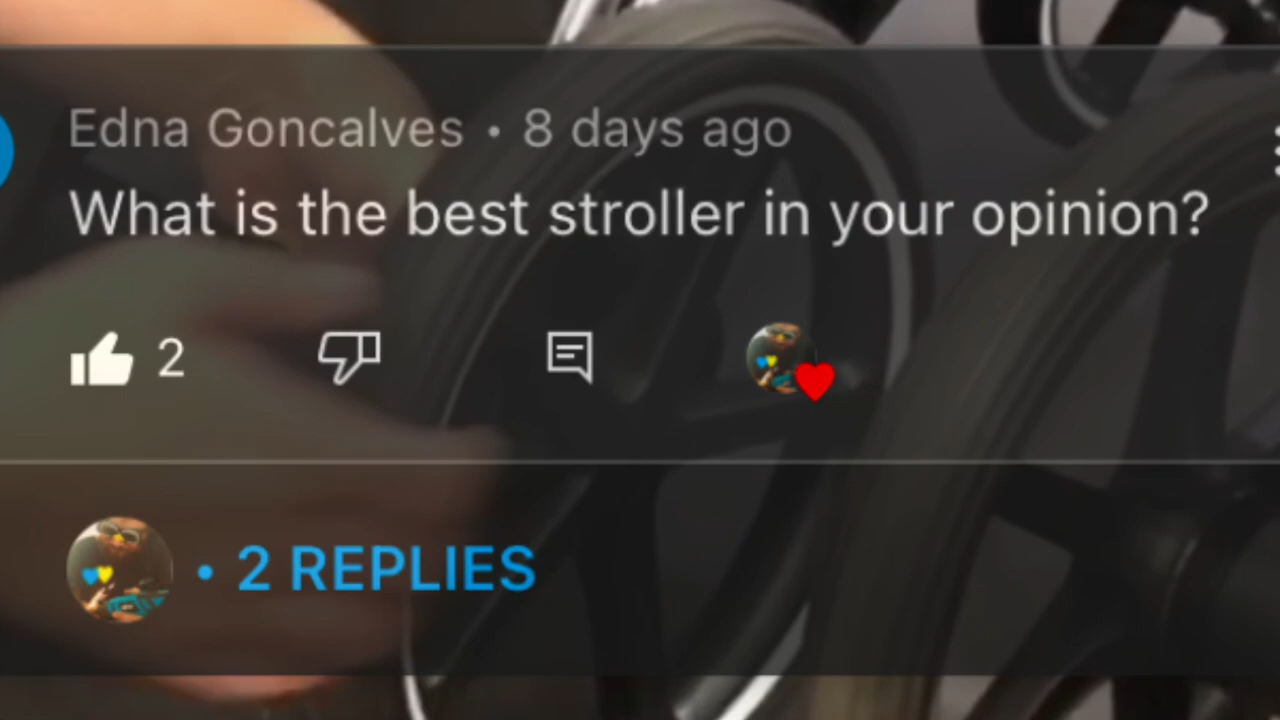 Edna Goncalves • 8 days ago
What is the best stroller in your opinion?
2
• 2 REPLIES